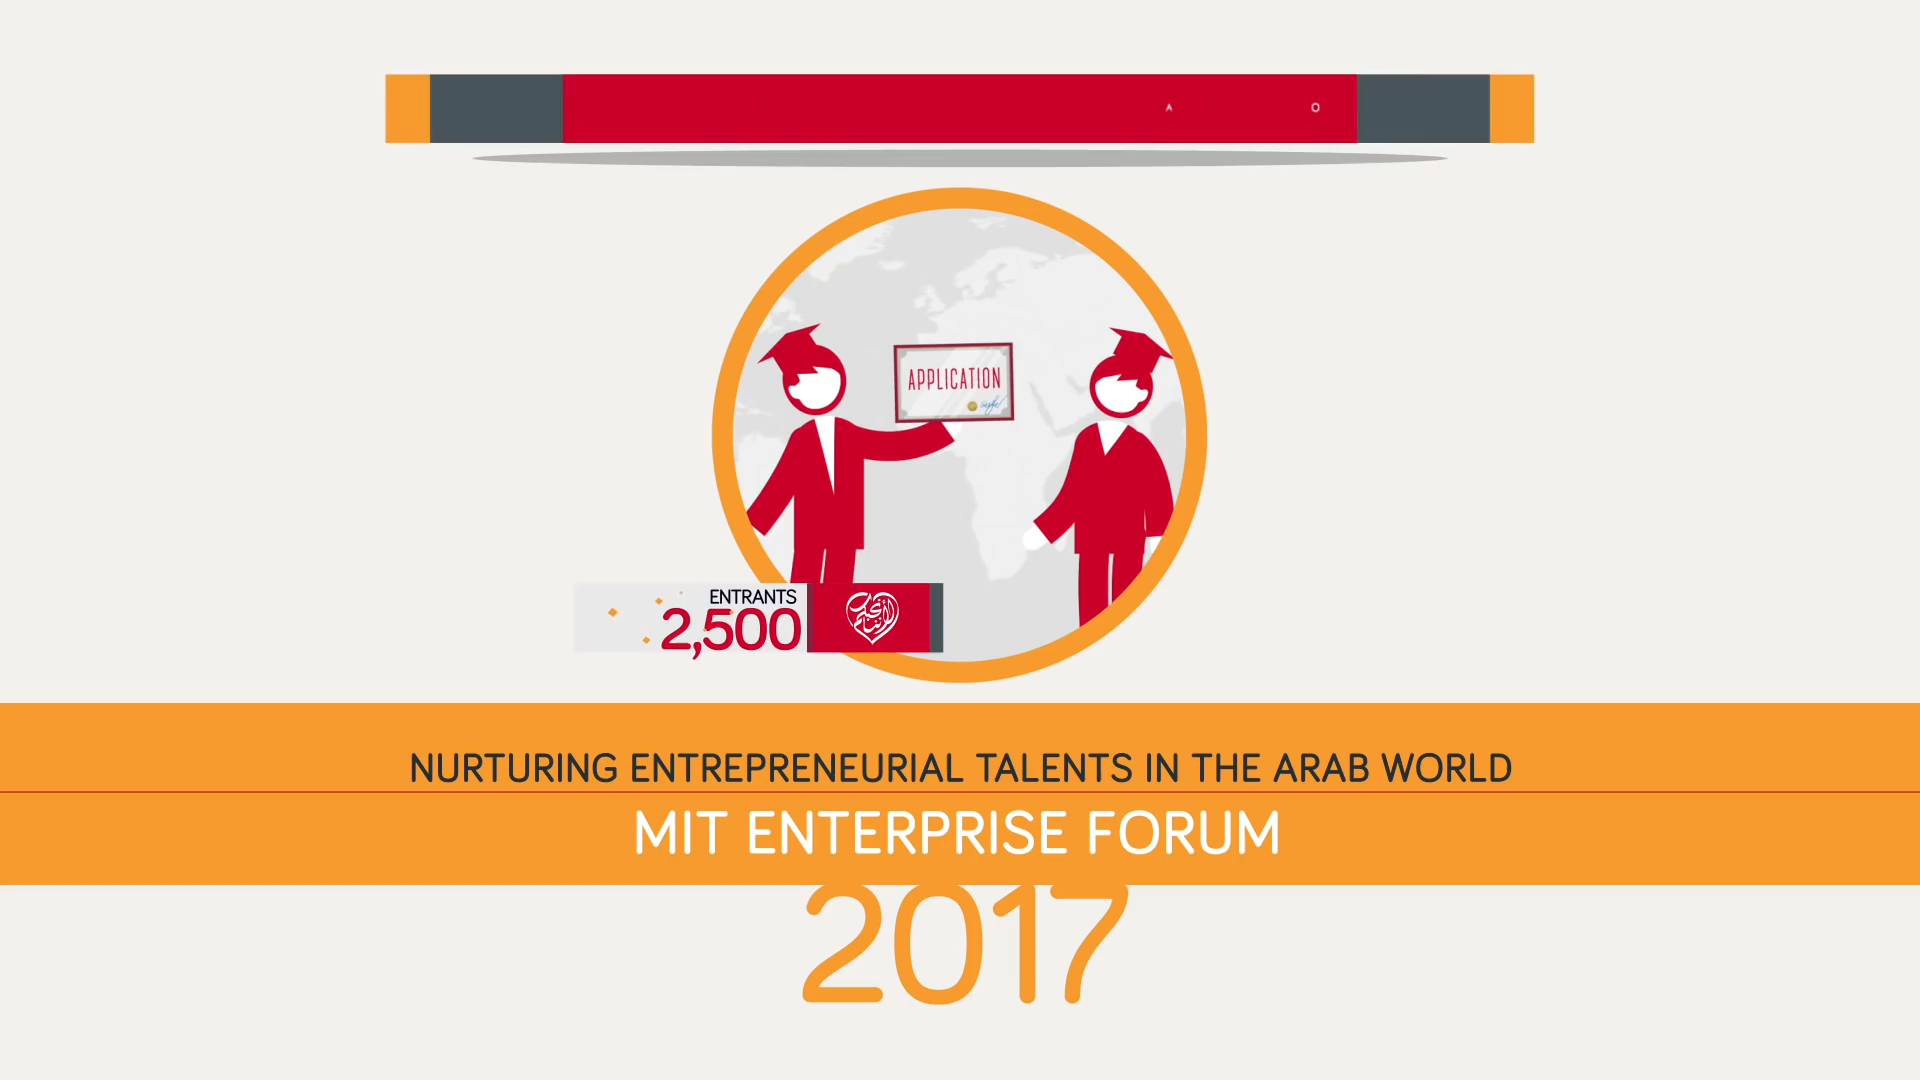 A O
APPLICATION
ENTRANTS
2,500
NURTURING ENTREPRENEURIAL TALENTS IN THE ARAB WORLD
MIT ENTERPRISE FORUM
2017